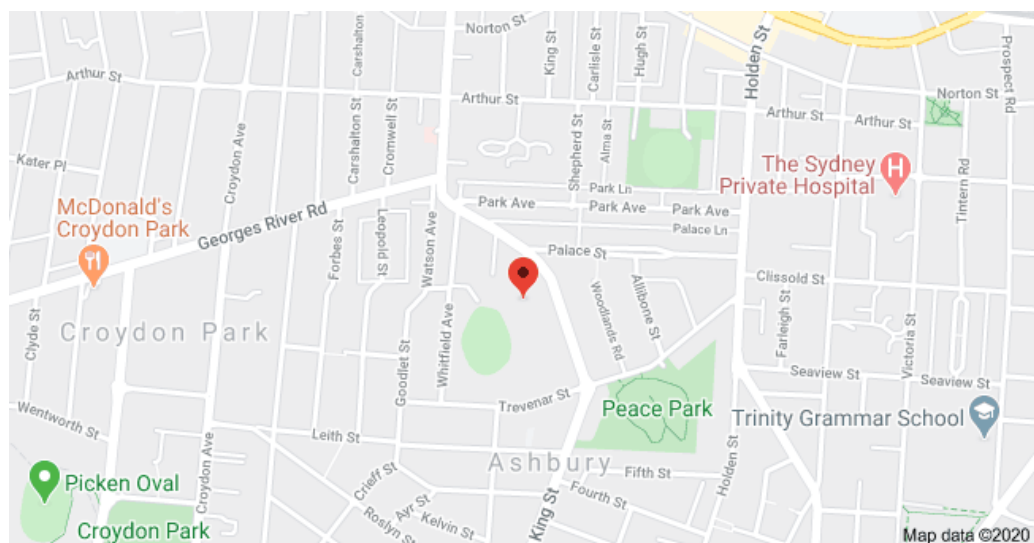 Norton St
King St
Carlisle St
Hugh St
Holden St
Prospect Rd
Carshalton St
Arthur St
Arthur St
Arthur St
Arthur St
Norton St
Kater Pl
Croydon Ave
Carshalton St
Cromwell St
Shepherd St
Alma St
The Sydney
Private Hospital
H
Tintern Rd
Park Ln
Park Ave
Park Ave
Park Ave
Palace Ln
McDonald's
Croydon Park
Georges River Rd
Forbes St
Leopold St
Watson Ave
Palace St
Clissold St
Clyde St
Croydon Park
Goodlet St
Whitfield Ave
Woodlands Rd
Allibone St
Farleigh St
Victoria St
Seaview St
Seaview St
Trevenar St
Peace Park
Trinity Grammar School
Wentworth St
Croydon Ave
Leith St
Ashbury
Fifth St
Holden St
Picken Oval
Crieff St
Fourth St
Croydon Park
Roslyn St
Ayr St
Kelvin St
King St
Map data ©2020